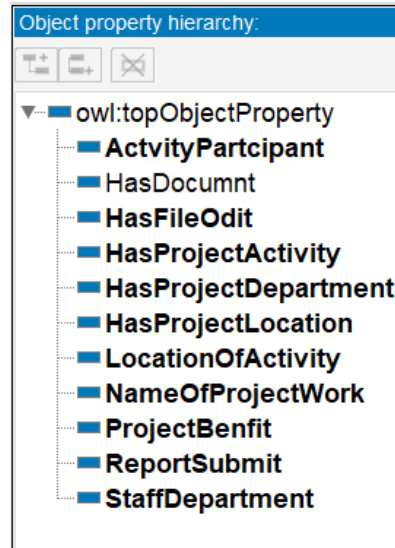 Object property hierarchy:
owl:topObjectProperty
ActvityPartcipant
HasDocumnt
HasFileOdit
HasProjectActivity
HasProjectDepartment
HasProjectLocation
LocationOfActivity
NameOfProjectWork
ProjectBenfit
ReportSubmit
StaffDepartment